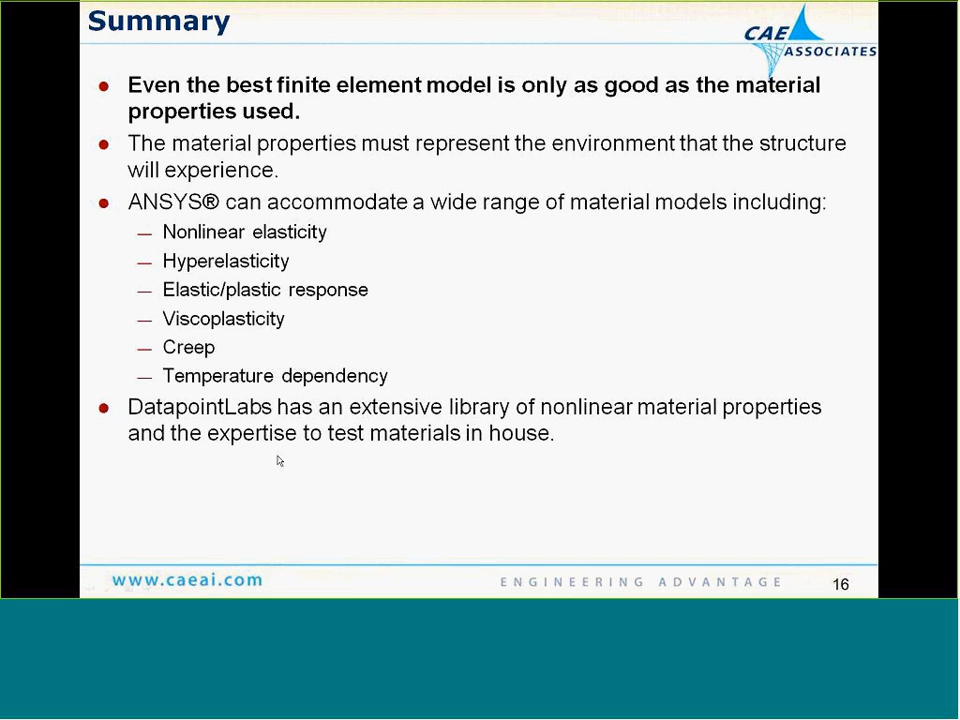 Summary
CAE
ASSOCIATES
● Even the best finite element model is only as good as the material
properties used.
● The material properties must represent the environment that the structure
will experience.
● ANSYS® can accommodate a wide range of material models including:
— Nonlinear elasticity
— Hyperelasticity
— Elastic/plastic response
— Viscoplasticity
— Creep
— Temperature dependency
● DatapointLabs has an extensive library of nonlinear material properties
and the expertise to test materials in house.
www.caeai.com
ENGINEERING ADVANTAGE
16